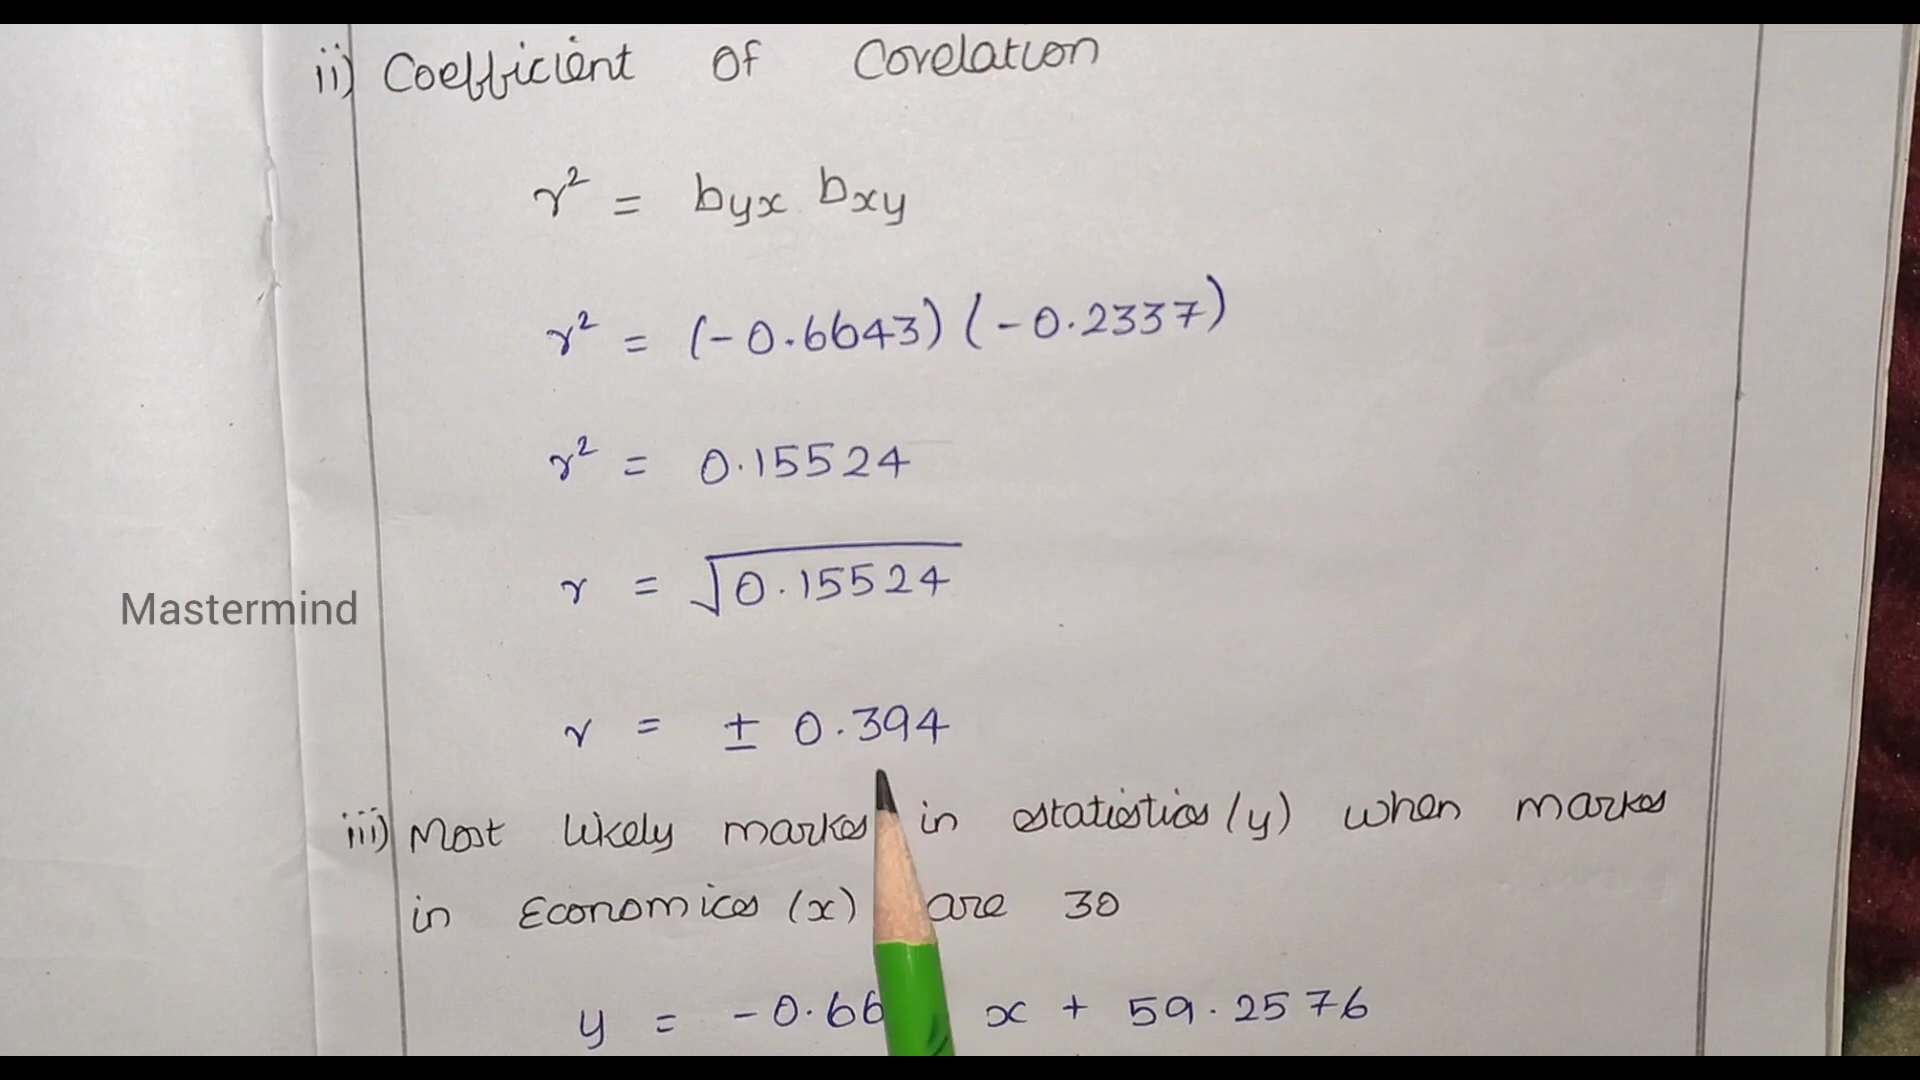 ii) Coefficient Of Corelation
r² = byx bxy
r² = (-0.6643) (-0.2337)
r² = 0.15524
r = √0.15524
Mastermind
r = ± 0.394
iii) Most likely marks in statistics (y) when marks
in Economics (x) are 30
y = -0.66 x + 59.2576